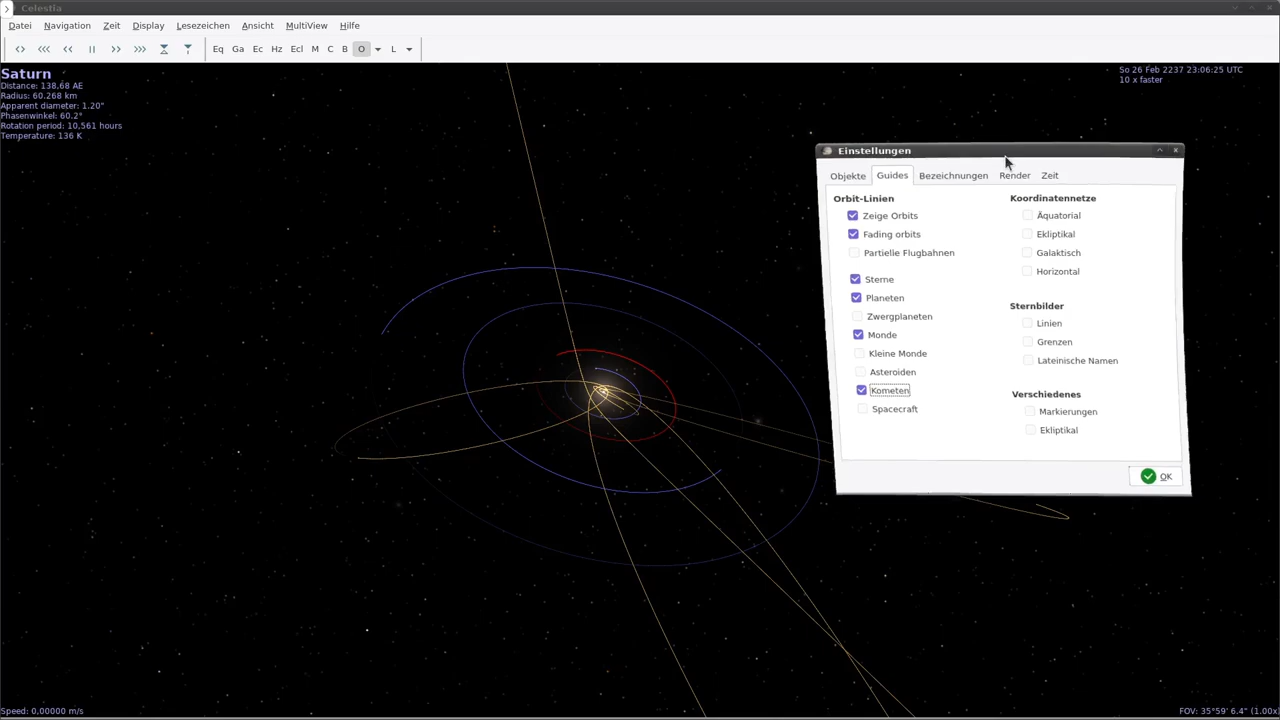 Celestia
Datei Navigation Zeit Display Lesezeichen Ansicht MultiView Hilfe
Eq Ga Ec Hz Ecl M C B O L
Saturn
Distance: 138,68 AE
Radius: 60.268 km
Apparent diameter: 1.20"
Phasenwinkel: 60.2°
Rotation period: 10,561 hours
Temperature: 136 K
So 26 Feb 2237 23:06:25 UTC
10 x faster
Einstellungen
Objekte Guides Bezeichnungen Render Zeit
Orbit-Linien
Zeige Orbits
Fading orbits
Partielle Flugbahnen
Sterne
Planeten
Zwergplaneten
Monde
Kleine Monde
Asteroiden
Kometen
Spacecraft
Koordinatennetze
Äquatorial
Ekliptikal
Galaktisch
Horizontal
Sternbilder
Linien
Grenzen
Lateinische Namen
Verschiedenes
Markierungen
Ekliptikal
OK
Speed: 0,00000 m/s
FOV: 35°59' 6.4" (1.00x)